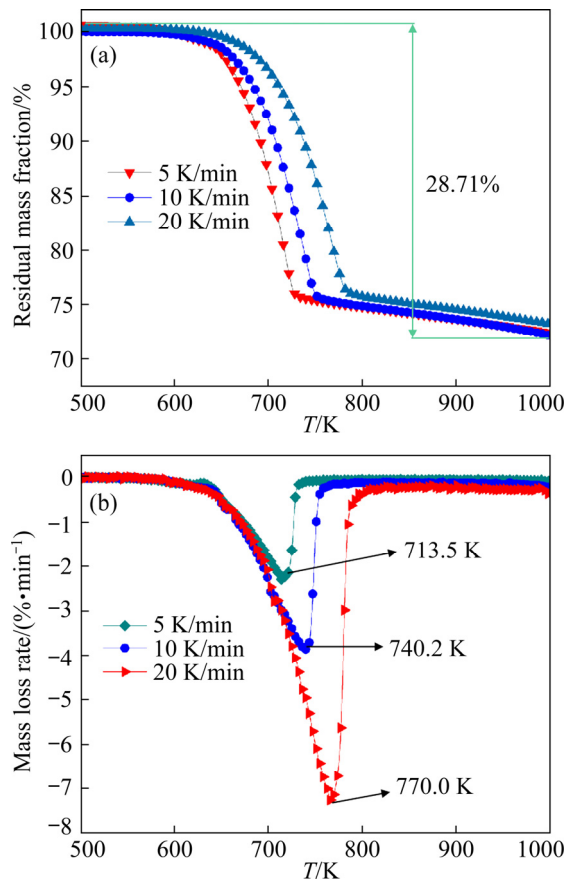 (a)
100
95
90
85
80
75
70
Residual mass fraction/%
5 K/min
10 K/min
20 K/min
28.71%
500 600 700 800 900 1000
T/K
(b)
0
−1
−2
−3
−4
−5
−6
−7
−8
Mass loss rate/(%•min⁻¹)
713.5 K
5 K/min
10 K/min
20 K/min
740.2 K
770.0 K
500 600 700 800 900 1000
T/K